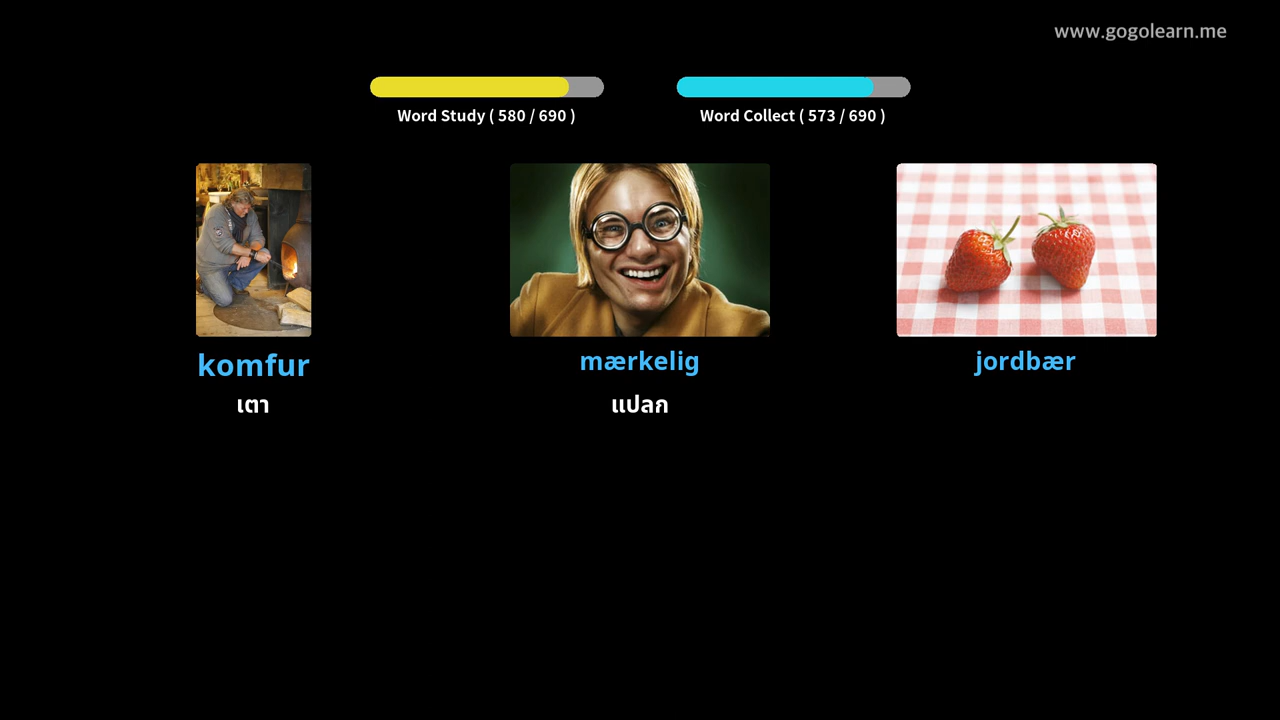 www.gogolearn.me
Word Study ( 580 / 690 )
Word Collect ( 573 / 690 )
komfur
mærkelig
jordbær
เตา
แปลก